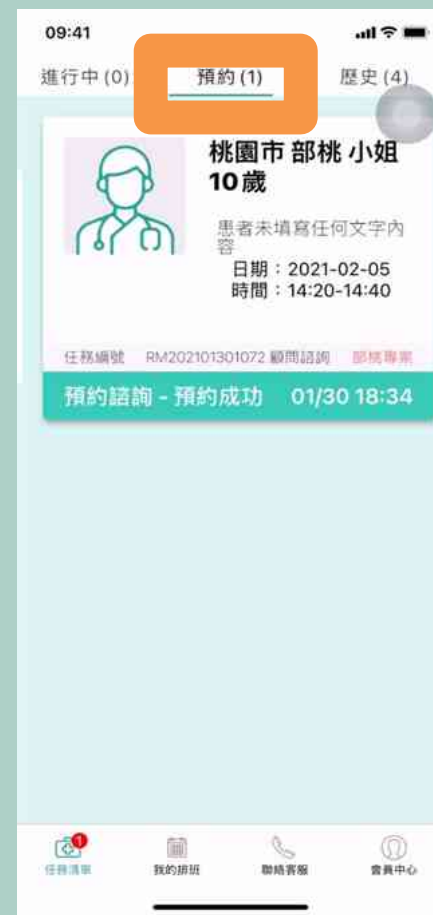 09:41
進行中 (0) 預約 (1) 歷史 (4)
桃園市 部桃 小姐
10歲
患者未填寫任何文字內
容
日期：2021-02-05
時間：14:20-14:40
任務編號 RM202101301072 顧問諮詢 部桃專案
預約諮詢 - 預約成功 01/30 18:34
1
任務清單 我的排班 聯絡客服 會員中心